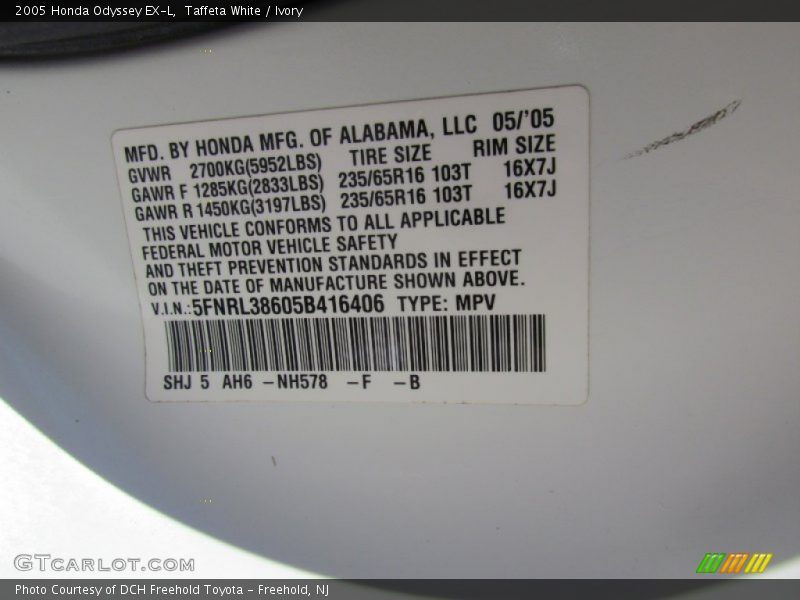 2005 Honda Odyssey EX-L,  Taffeta White / Ivory
MFD. BY HONDA MFG. OF ALABAMA, LLC 05/'05
GVWR 2700KG(5952LBS) TIRE SIZE RIM SIZE
GAWR F 1285KG(2833LBS) 235/65R16 103T 16X7J
GAWR R 1450KG(3197LBS) 235/65R16 103T 16X7J
THIS VEHICLE CONFORMS TO ALL APPLICABLE
FEDERAL MOTOR VEHICLE SAFETY
AND THEFT PREVENTION STANDARDS IN EFFECT
ON THE DATE OF MANUFACTURE SHOWN ABOVE.
V.I.N.:5FNRL38605B416406 TYPE: MPV
SHJ 5 AH6 -NH578 -F -B
GTCARLOT.COM
Photo Courtesy of DCH Freehold Toyota - Freehold, NJ